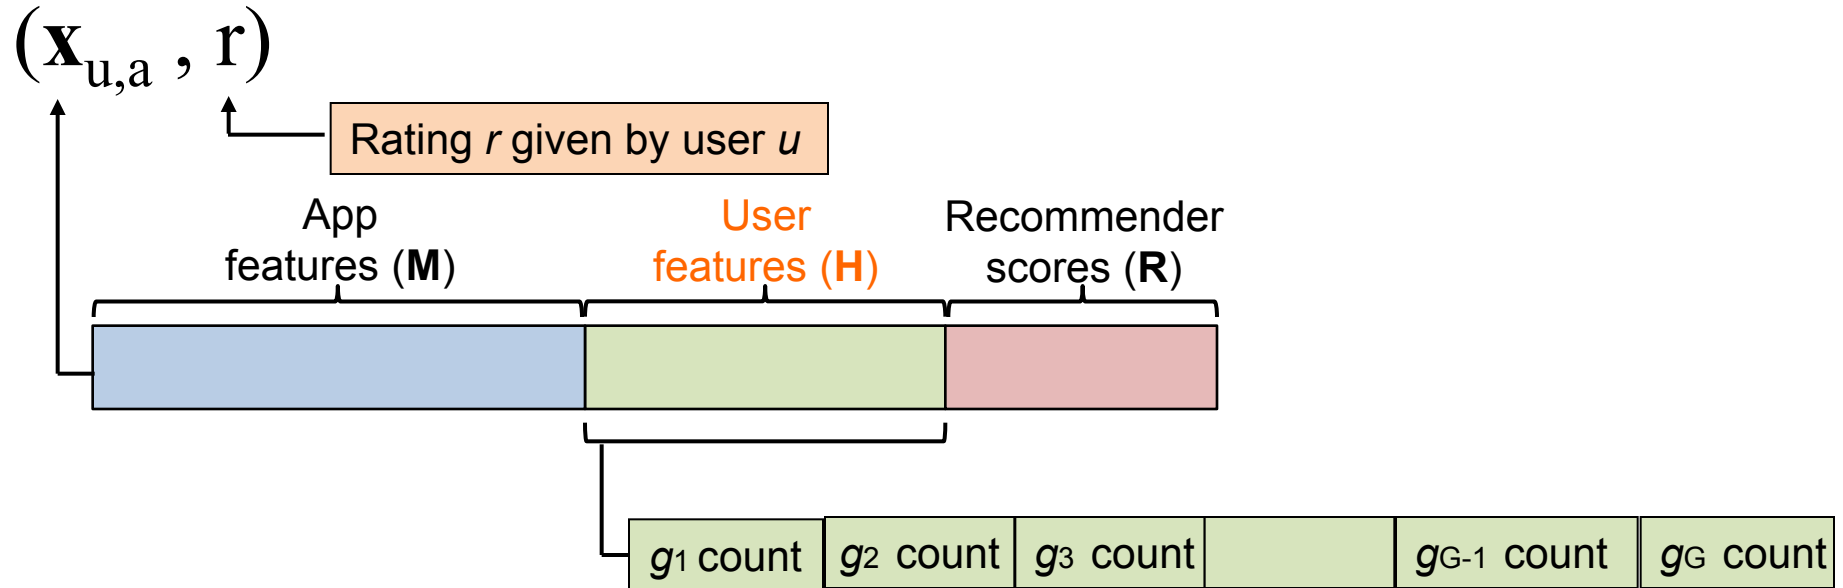 (x_u,a , r)
Rating r given by user u
App
features (M)
User
features (H)
Recommender
scores (R)
g1 count g2 count g3 count gG-1 count gG count